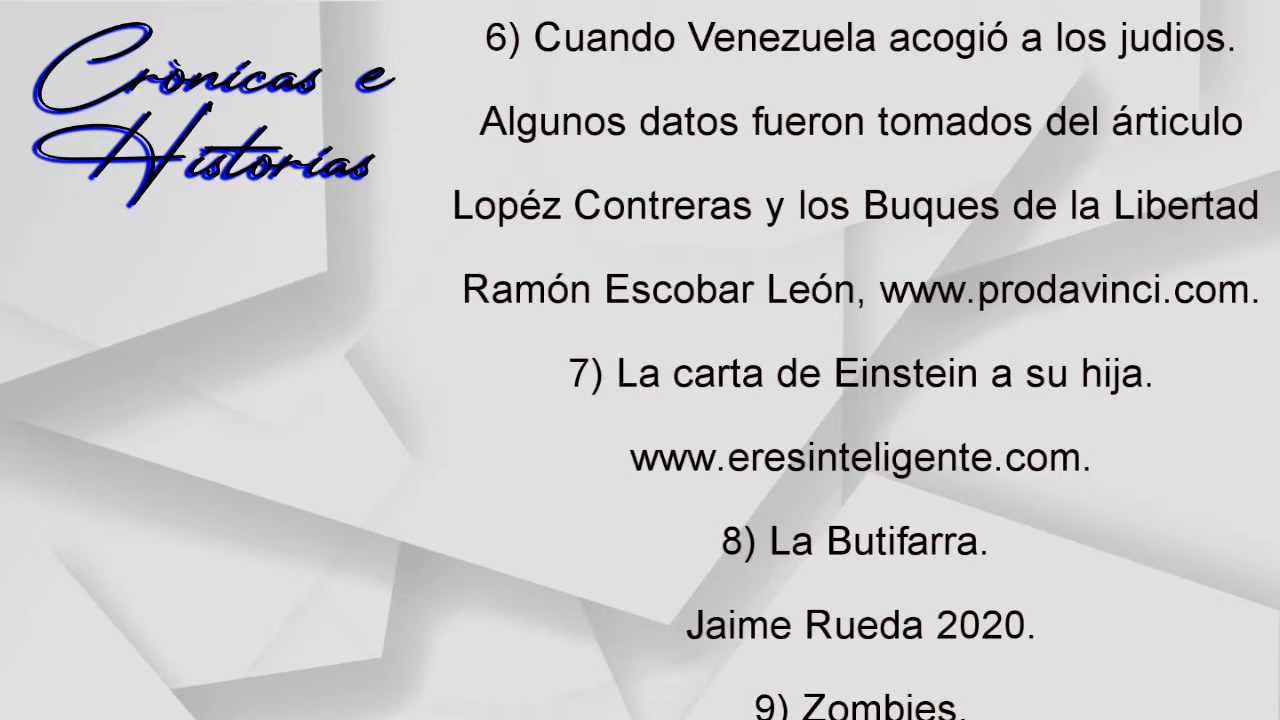 Crònicas e
Historias
6) Cuando Venezuela acogió a los judios.
Algunos datos fueron tomados del árticulo
Lopéz Contreras y los Buques de la Libertad
Ramón Escobar León, www.prodavinci.com.
7) La carta de Einstein a su hija.
www.eresinteligente.com.
8) La Butifarra.
Jaime Rueda 2020.
9) Zombies.